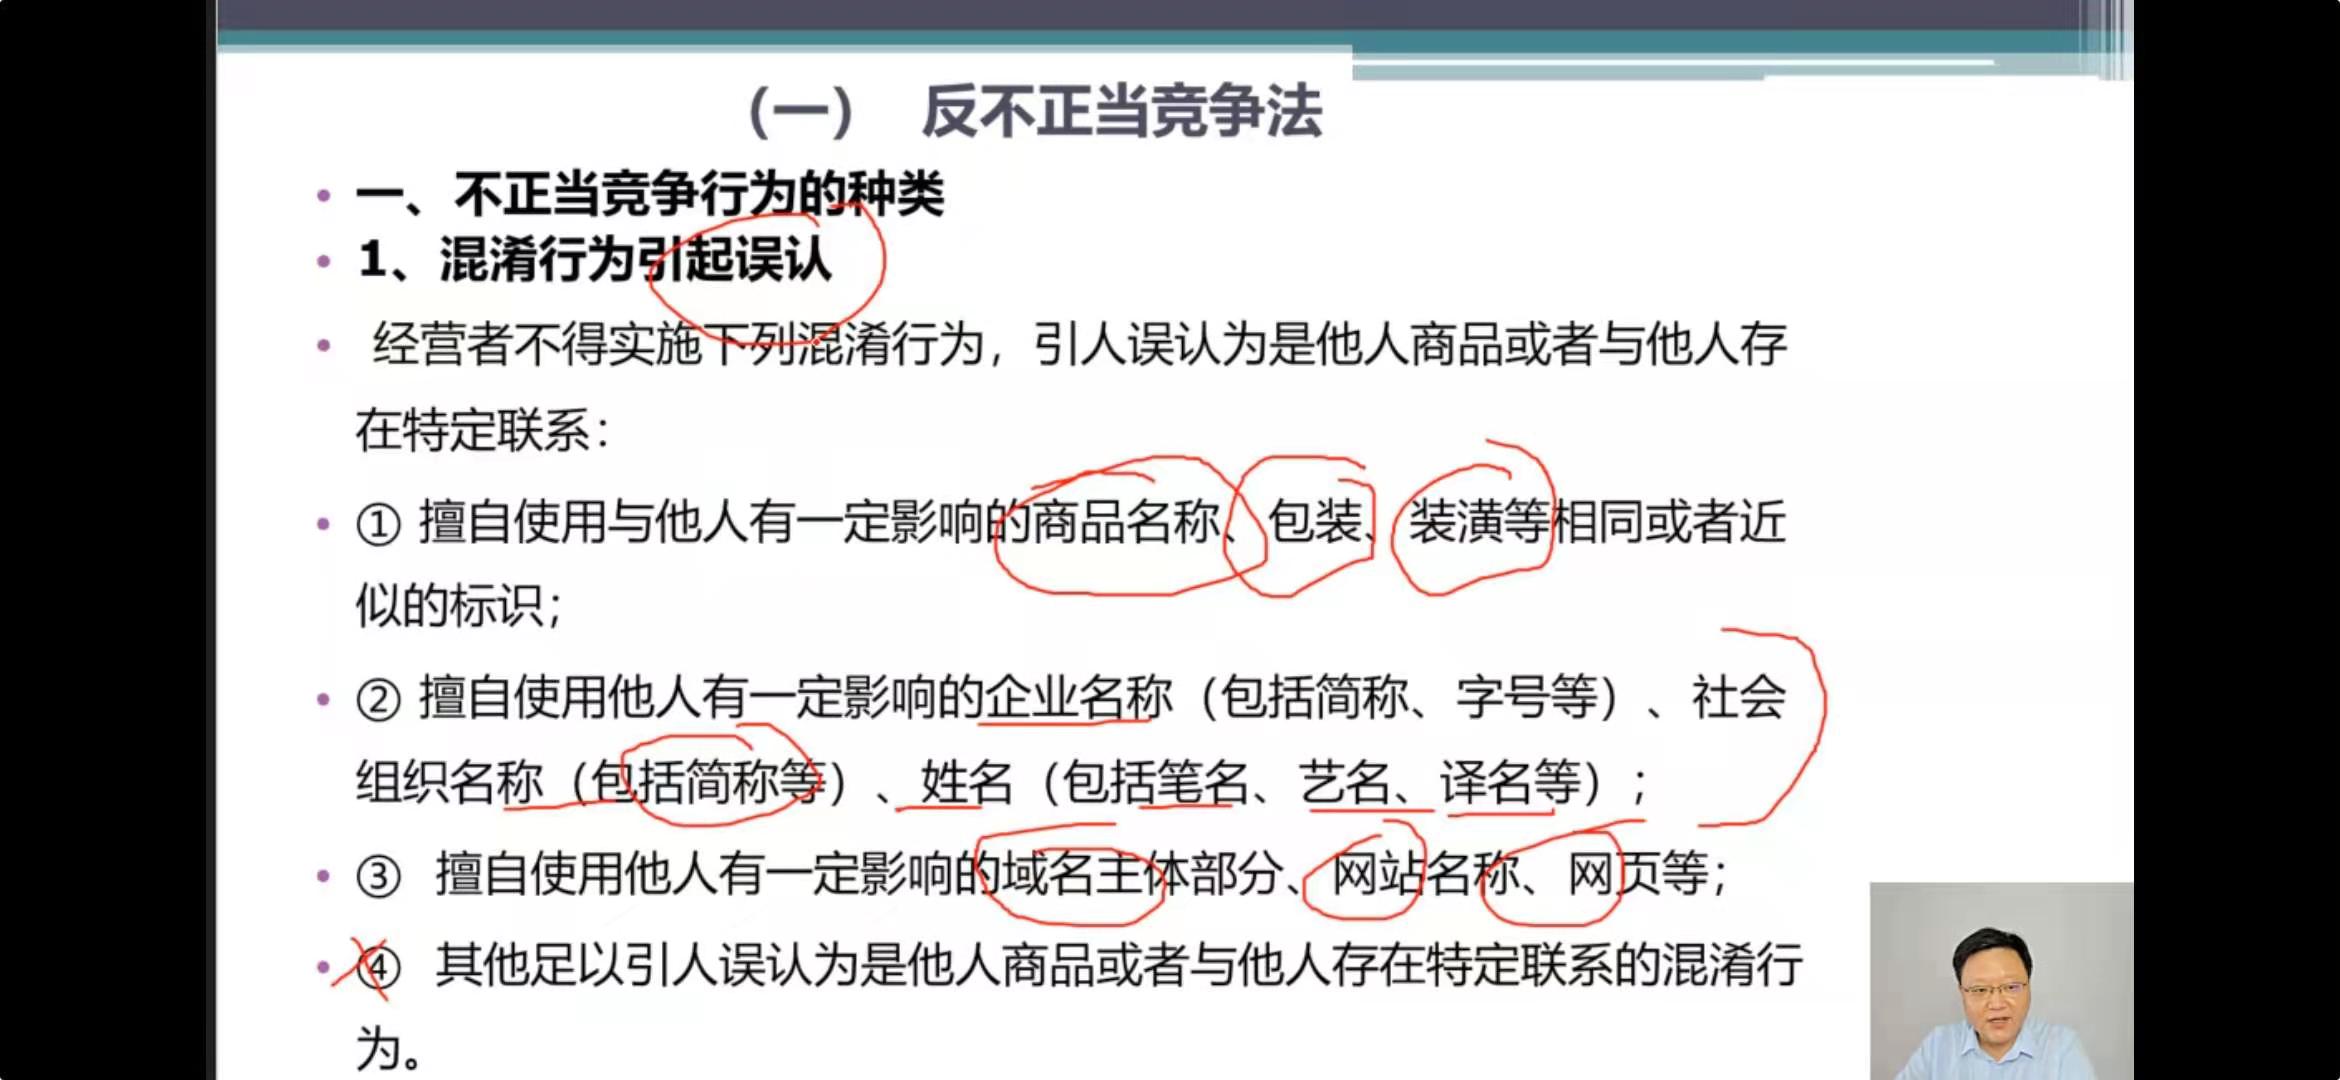 （一） 反不正当竞争法
• 一、不正当竞争行为的种类
• 1、混淆行为引起误认
• 经营者不得实施下列混淆行为，引人误认为是他人商品或者与他人存
在特定联系：
• ① 擅自使用与他人有一定影响的商品名称、包装、装潢等相同或者近
似的标识；
• ② 擅自使用他人有一定影响的企业名称（包括简称、字号等）、社会
组织名称（包括简称等）、姓名（包括笔名、艺名、译名等）；
• ③ 擅自使用他人有一定影响的域名主体部分、网站名称、网页等；
• ④ 其他足以引人误认为是他人商品或者与他人存在特定联系的混淆行
为。